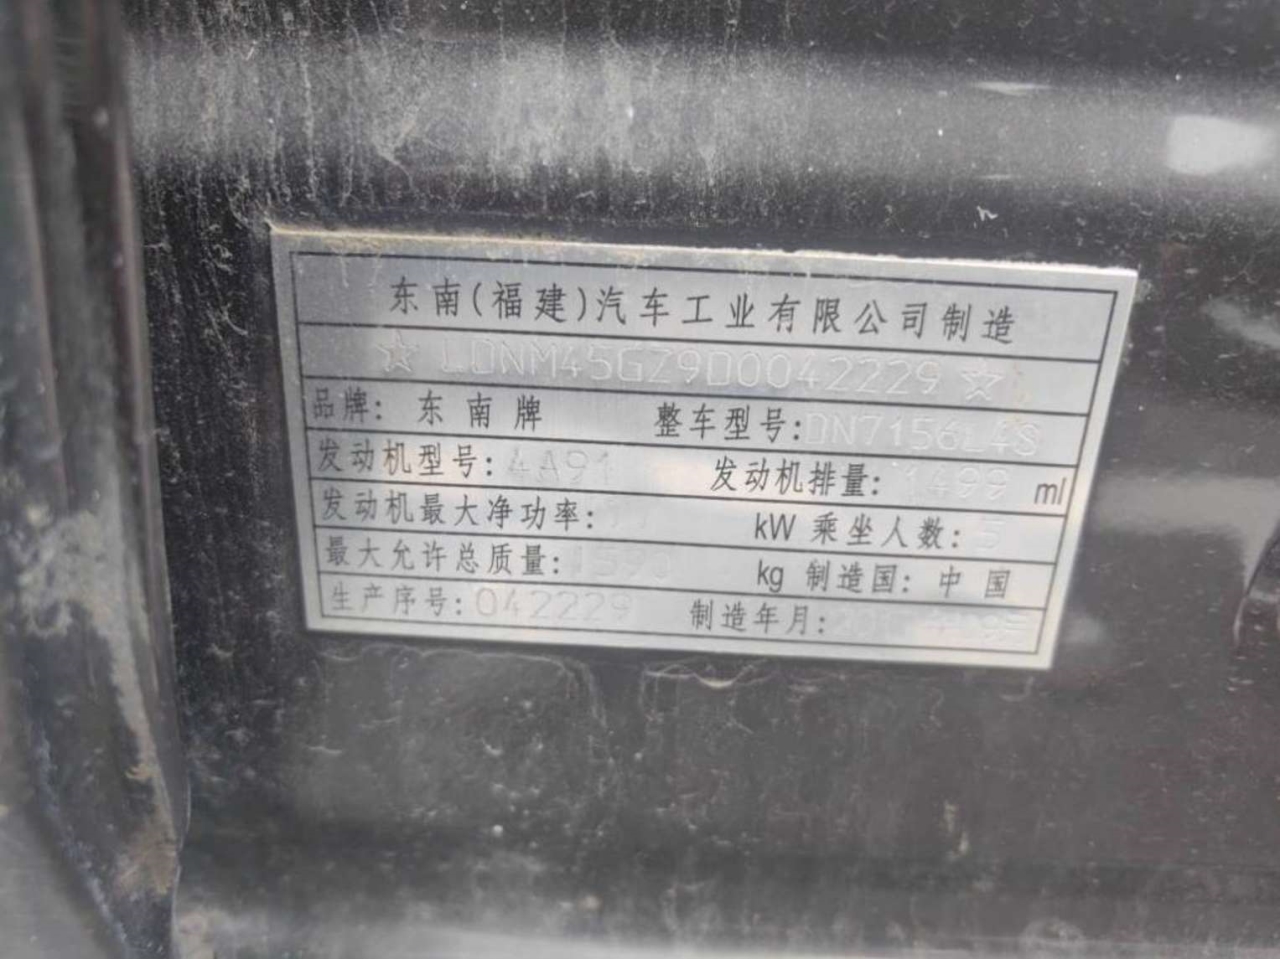 东南(福建)汽车工业有限公司制造
☆LDNM45GZ9D0042229☆
品牌: 东南牌 整车型号:DN7156L4S
发动机型号:4A91 发动机排量:1499 ml
发动机最大净功率: kW 乘坐人数:5
最大允许总质量:1590 kg 制造国:中国
生产序号:042229 制造年月: